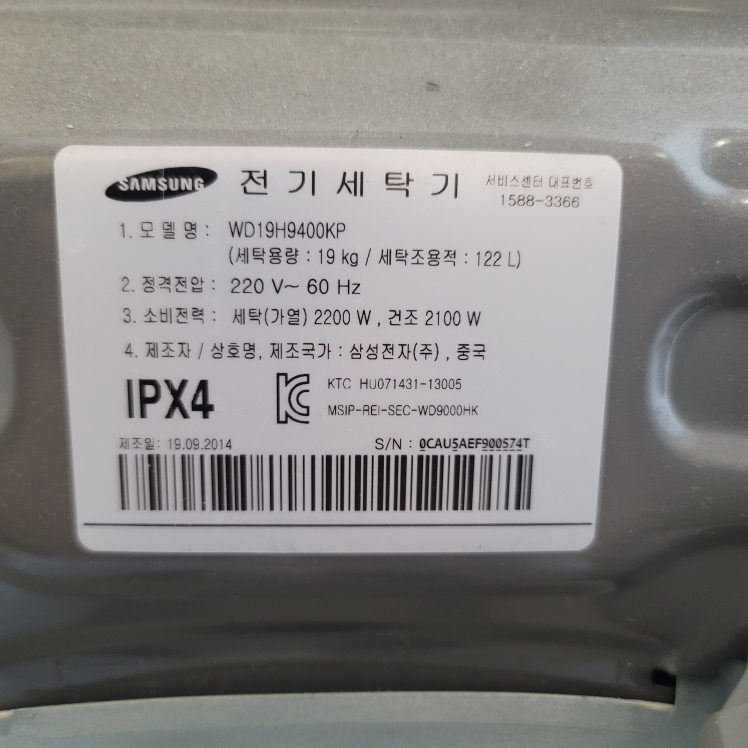 SAMSUNG 전기세탁기 서비스센터 대표번호
1588-3366
1. 모델명 : WD19H9400KP
(세탁용량 : 19 kg / 세탁조용적 : 122 L)
2. 정격전압 : 220 V~ 60 Hz
3. 소비전력 : 세탁(가열) 2200 W , 건조 2100 W
4. 제조자 / 상호명, 제조국가 : 삼성전자(주) , 중국
IPX4 KTC HU071431-13005
MSIP-REI-SEC-WD9000HK
제조일: 19.09.2014 S/N : 0CAU5AEF900574T